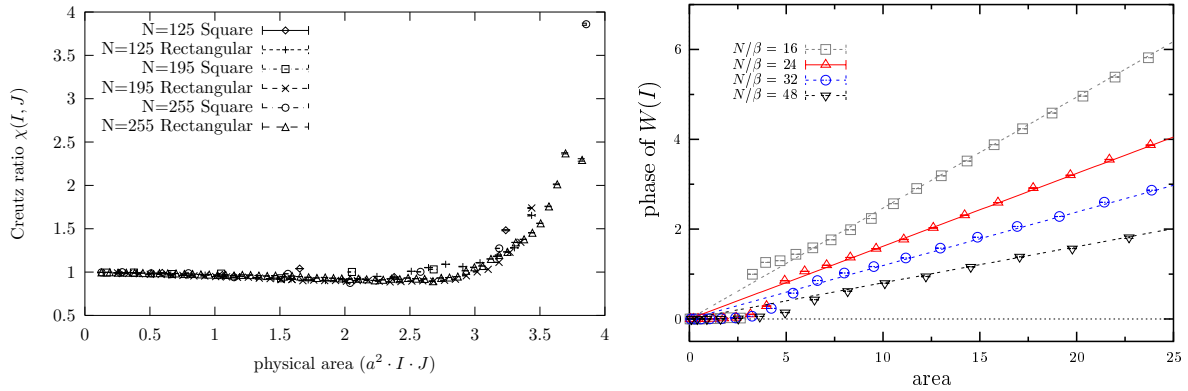 4
3.5
3
2.5
2
1.5
1
0.5
Creutz ratio χ(I, J)
N=125 Square
N=125 Rectangular
N=195 Square
N=195 Rectangular
N=255 Square
N=255 Rectangular
0 0.5 1 1.5 2 2.5 3 3.5 4
physical area (a² · I · J)
6
4
2
0
phase of W(I)
N/β = 16
N/β = 24
N/β = 32
N/β = 48
0 5 10 15 20 25
area